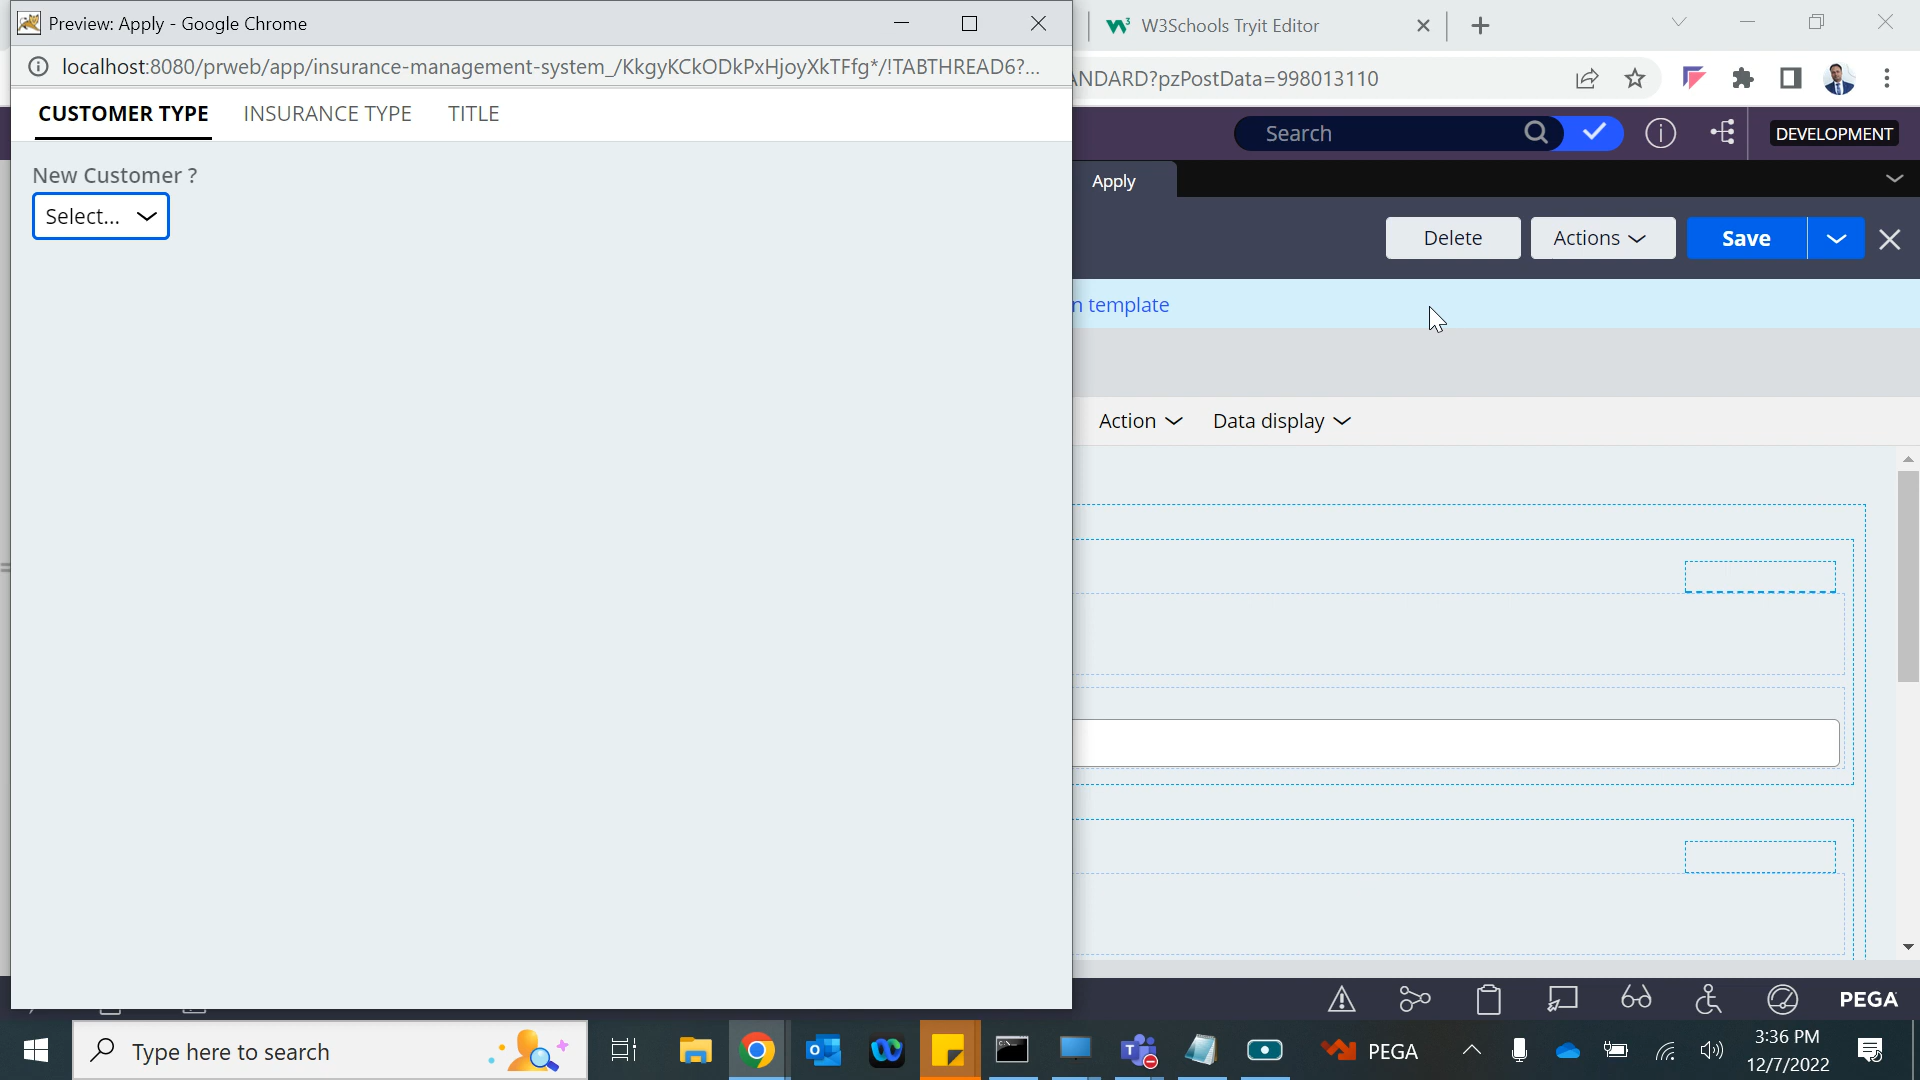 Preview: Apply - Google Chrome
W3Schools Tryit Editor
localhost:8080/prweb/app/insurance-management-system_/KkgyKCkODkPxHjoyXkTFfg*/!TABTHREAD6?...
ANDARD?pzPostData=998013110
CUSTOMER TYPE
INSURANCE TYPE
TITLE
Search
DEVELOPMENT
New Customer ?
Apply
Select...
Delete
Actions
Save
n template
Action
Data display
PEGA
Type here to search
PEGA
3:36 PM
12/7/2022